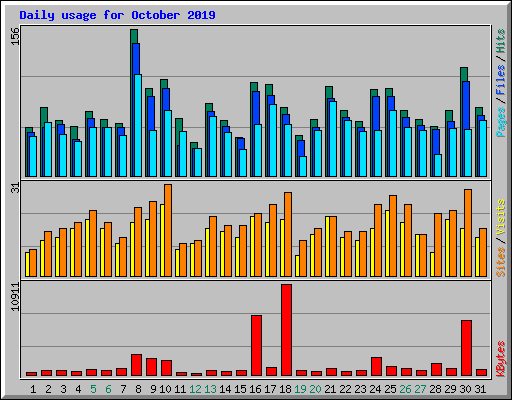 Daily usage for October 2019
156
Pages / Files / Hits
31
Sites / Visits
10911
KBytes
1 2 3 4 5 6 7 8 9 10 11 12 13 14 15 16 17 18 19 20 21 22 23 24 25 26 27 28 29 30 31